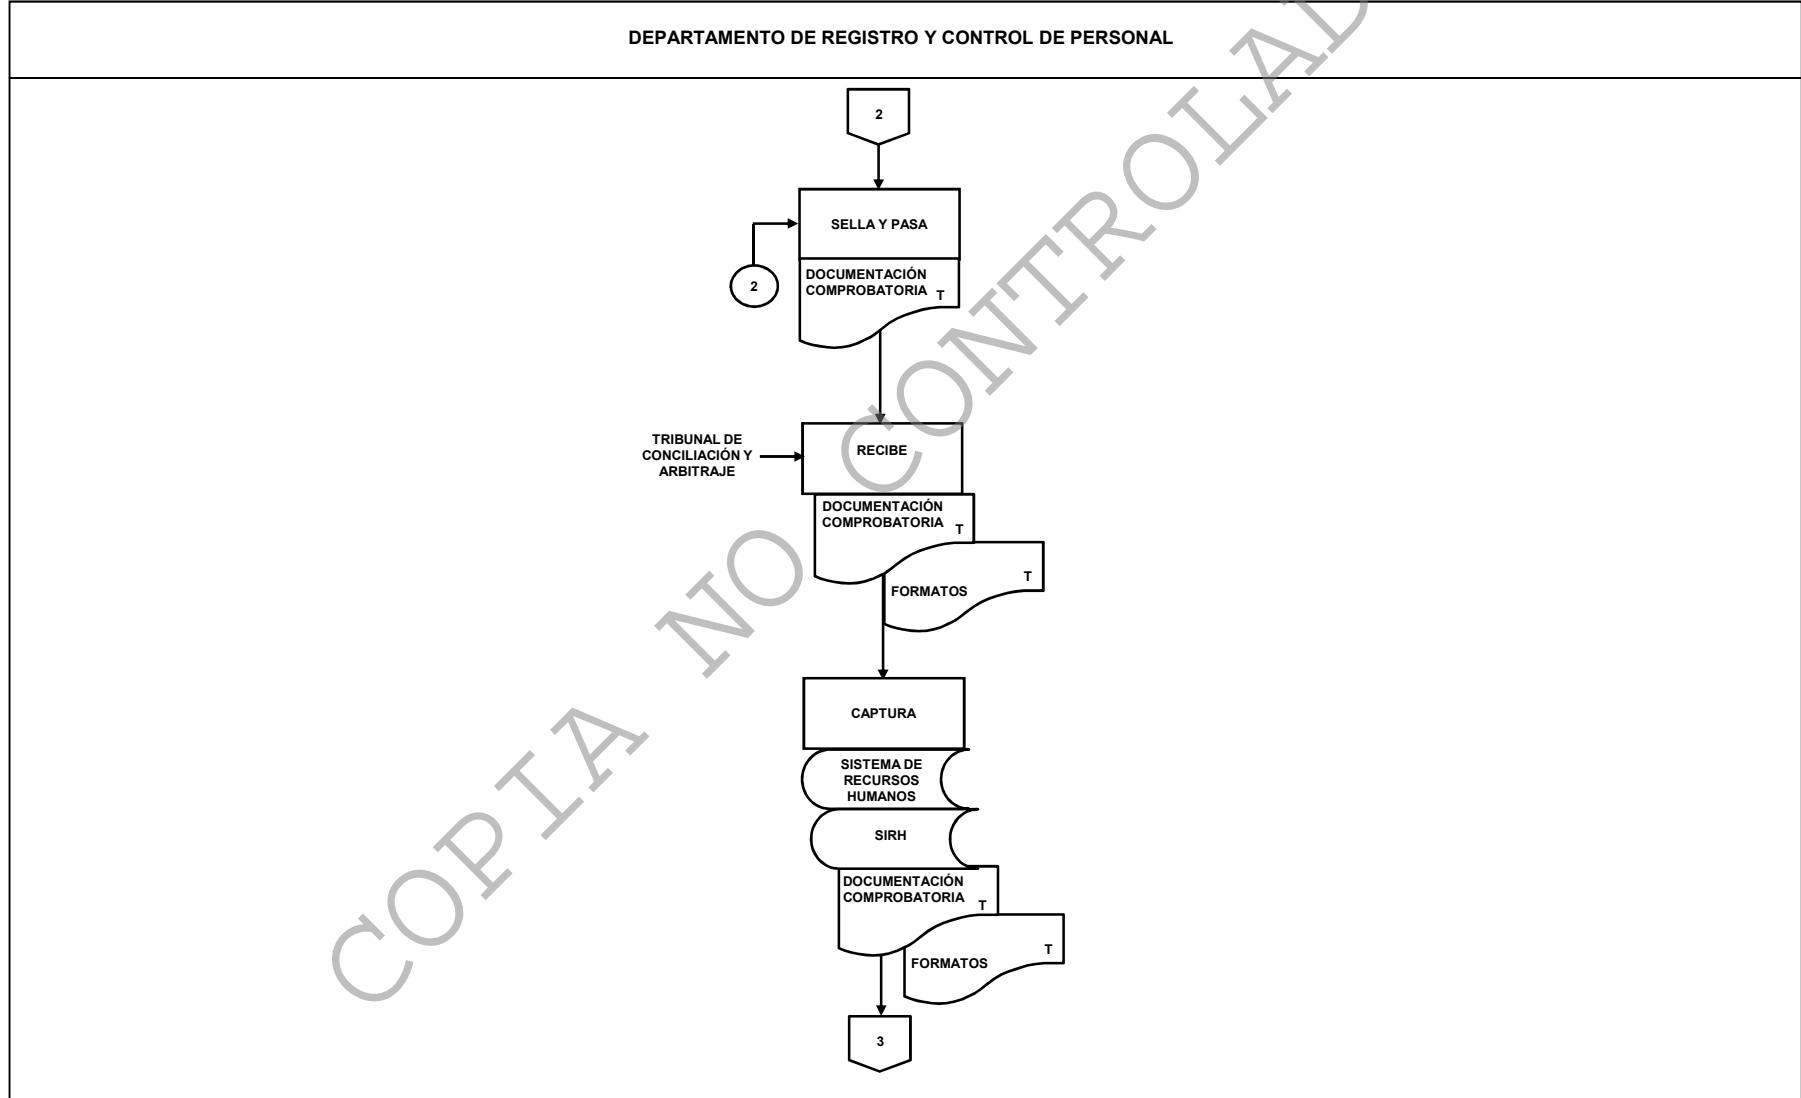 DEPARTAMENTO DE REGISTRO Y CONTROL DE PERSONAL
2
SELLA Y PASA
2
DOCUMENTACIÓN
COMPROBATORIA T
TRIBUNAL DE
CONCILIACIÓN Y
ARBITRAJE
RECIBE
DOCUMENTACIÓN
COMPROBATORIA T
FORMATOS T
CAPTURA
SISTEMA DE
RECURSOS
HUMANOS
SIRH
DOCUMENTACIÓN
COMPROBATORIA T
FORMATOS T
3
COPIA NO CONTROLAD